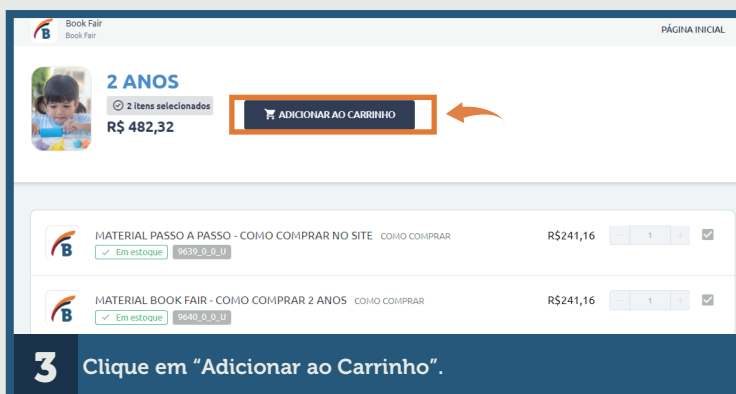 Book Fair
Book Fair
PÁGINA INICIAL
2 ANOS
2 itens selecionados
R$ 482,32
ADICIONAR AO CARRINHO
B
MATERIAL PASSO A PASSO - COMO COMPRAR NO SITE COMO COMPRAR
R$241,16 - 1 +
Em estoque 9639_0_0_U
B
MATERIAL BOOK FAIR - COMO COMPRAR 2 ANOS COMO COMPRAR
R$241,16 - 1 +
Em estoque 9640_0_0_U
B
3 Clique em “Adicionar ao Carrinho”.